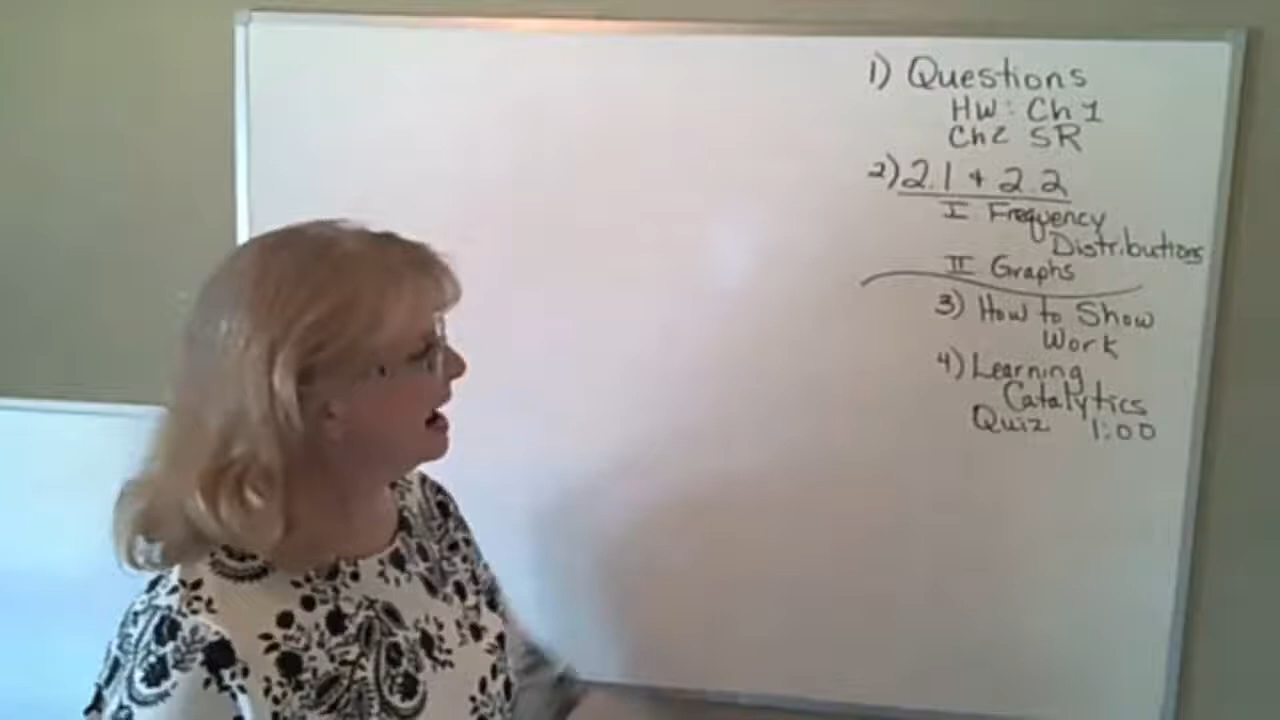 1) Questions
HW: Ch 1
Ch2 SR
2) 2.1 + 2.2
I Frequency
Distributions
II Graphs
3) How to Show
Work
4) Learning
Catalytics
Quiz 1:00